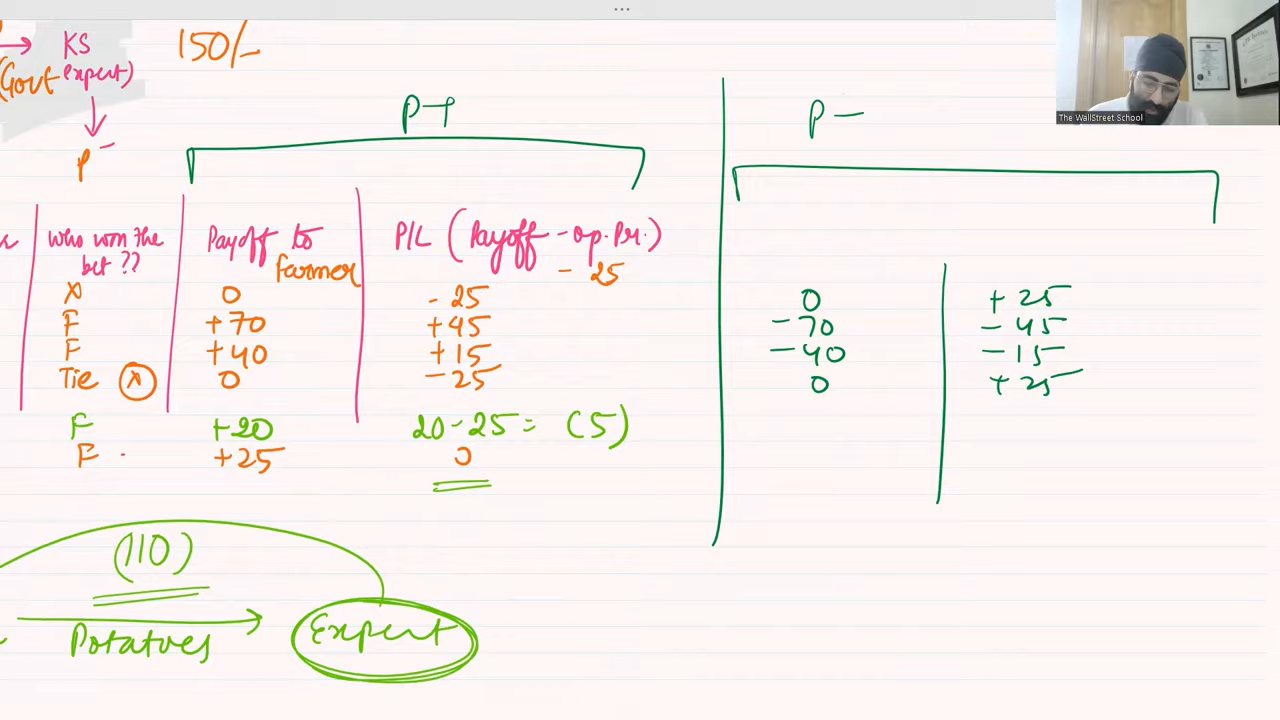 → KS 150/-
(Govt expert)
P -
P+
P -
Who won the bet ??
Payoff to farmer
P/L (Payoff - op. Pr.)
- 25
X 0 - 25 0 + 25
F +70 +45 - 70 - 45
F +40 +15 - 40 - 15
Tie (X) 0 - 25 0 + 25
F +20 20 - 25 = (5)
F +25 0
(110)
Potatoes
Expert
The WallStreet School